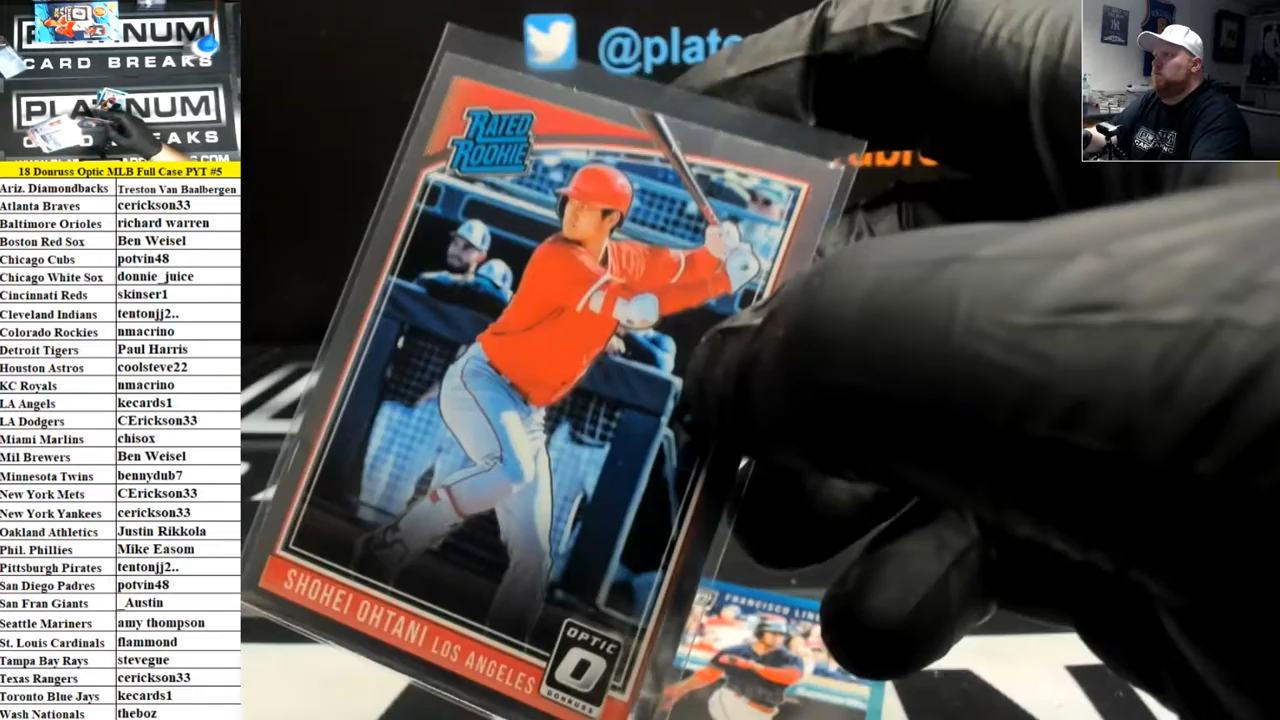 PLATINUM
CARD BREAKS
PLATINUM
CARD BREAKS
18 Donruss Optic MLB Full Case PYT #5
Ariz. Diamondbacks Treston Van Baalbergen
Atlanta Braves cerickson33
Baltimore Orioles richard warren
Boston Red Sox Ben Weisel
Chicago Cubs potvin48
Chicago White Sox donnie_juice
Cincinnati Reds skinser1
Cleveland Indians tentonjj2..
Colorado Rockies nmacrino
Detroit Tigers Paul Harris
Houston Astros coolsteve22
KC Royals nmacrino
LA Angels kecards1
LA Dodgers CErickson33
Miami Marlins chisox
Mil Brewers Ben Weisel
Minnesota Twins bennydub7
New York Mets CErickson33
New York Yankees cerickson33
Oakland Athletics Justin Rikkola
Phil. Phillies Mike Easom
Pittsburgh Pirates tentonjj2..
San Diego Padres potvin48
San Fran Giants _Austin
Seattle Mariners amy thompson
St. Louis Cardinals flammond
Tampa Bay Rays stevegue
Texas Rangers cerickson33
Toronto Blue Jays kecards1
Wash Nationals theboz
@plat
RATED
ROOKIE
SHOHEI OHTANI LOS ANGELES
OPTIC
DONRUSS
FRANCISCO LIN